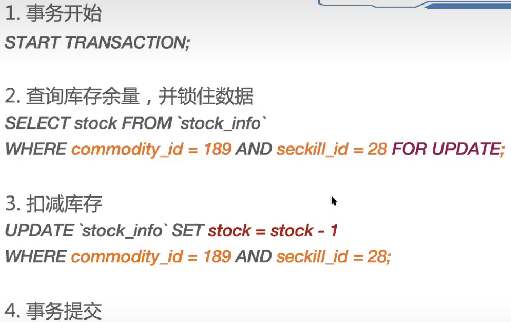 1. 事务开始
START TRANSACTION;
2. 查询库存余量，并锁住数据
SELECT stock FROM `stock_info`
WHERE commodity_id = 189 AND seckill_id = 28 FOR UPDATE;
3. 扣减库存
UPDATE `stock_info` SET stock = stock - 1
WHERE commodity_id = 189 AND seckill_id = 28;
4. 事务提交